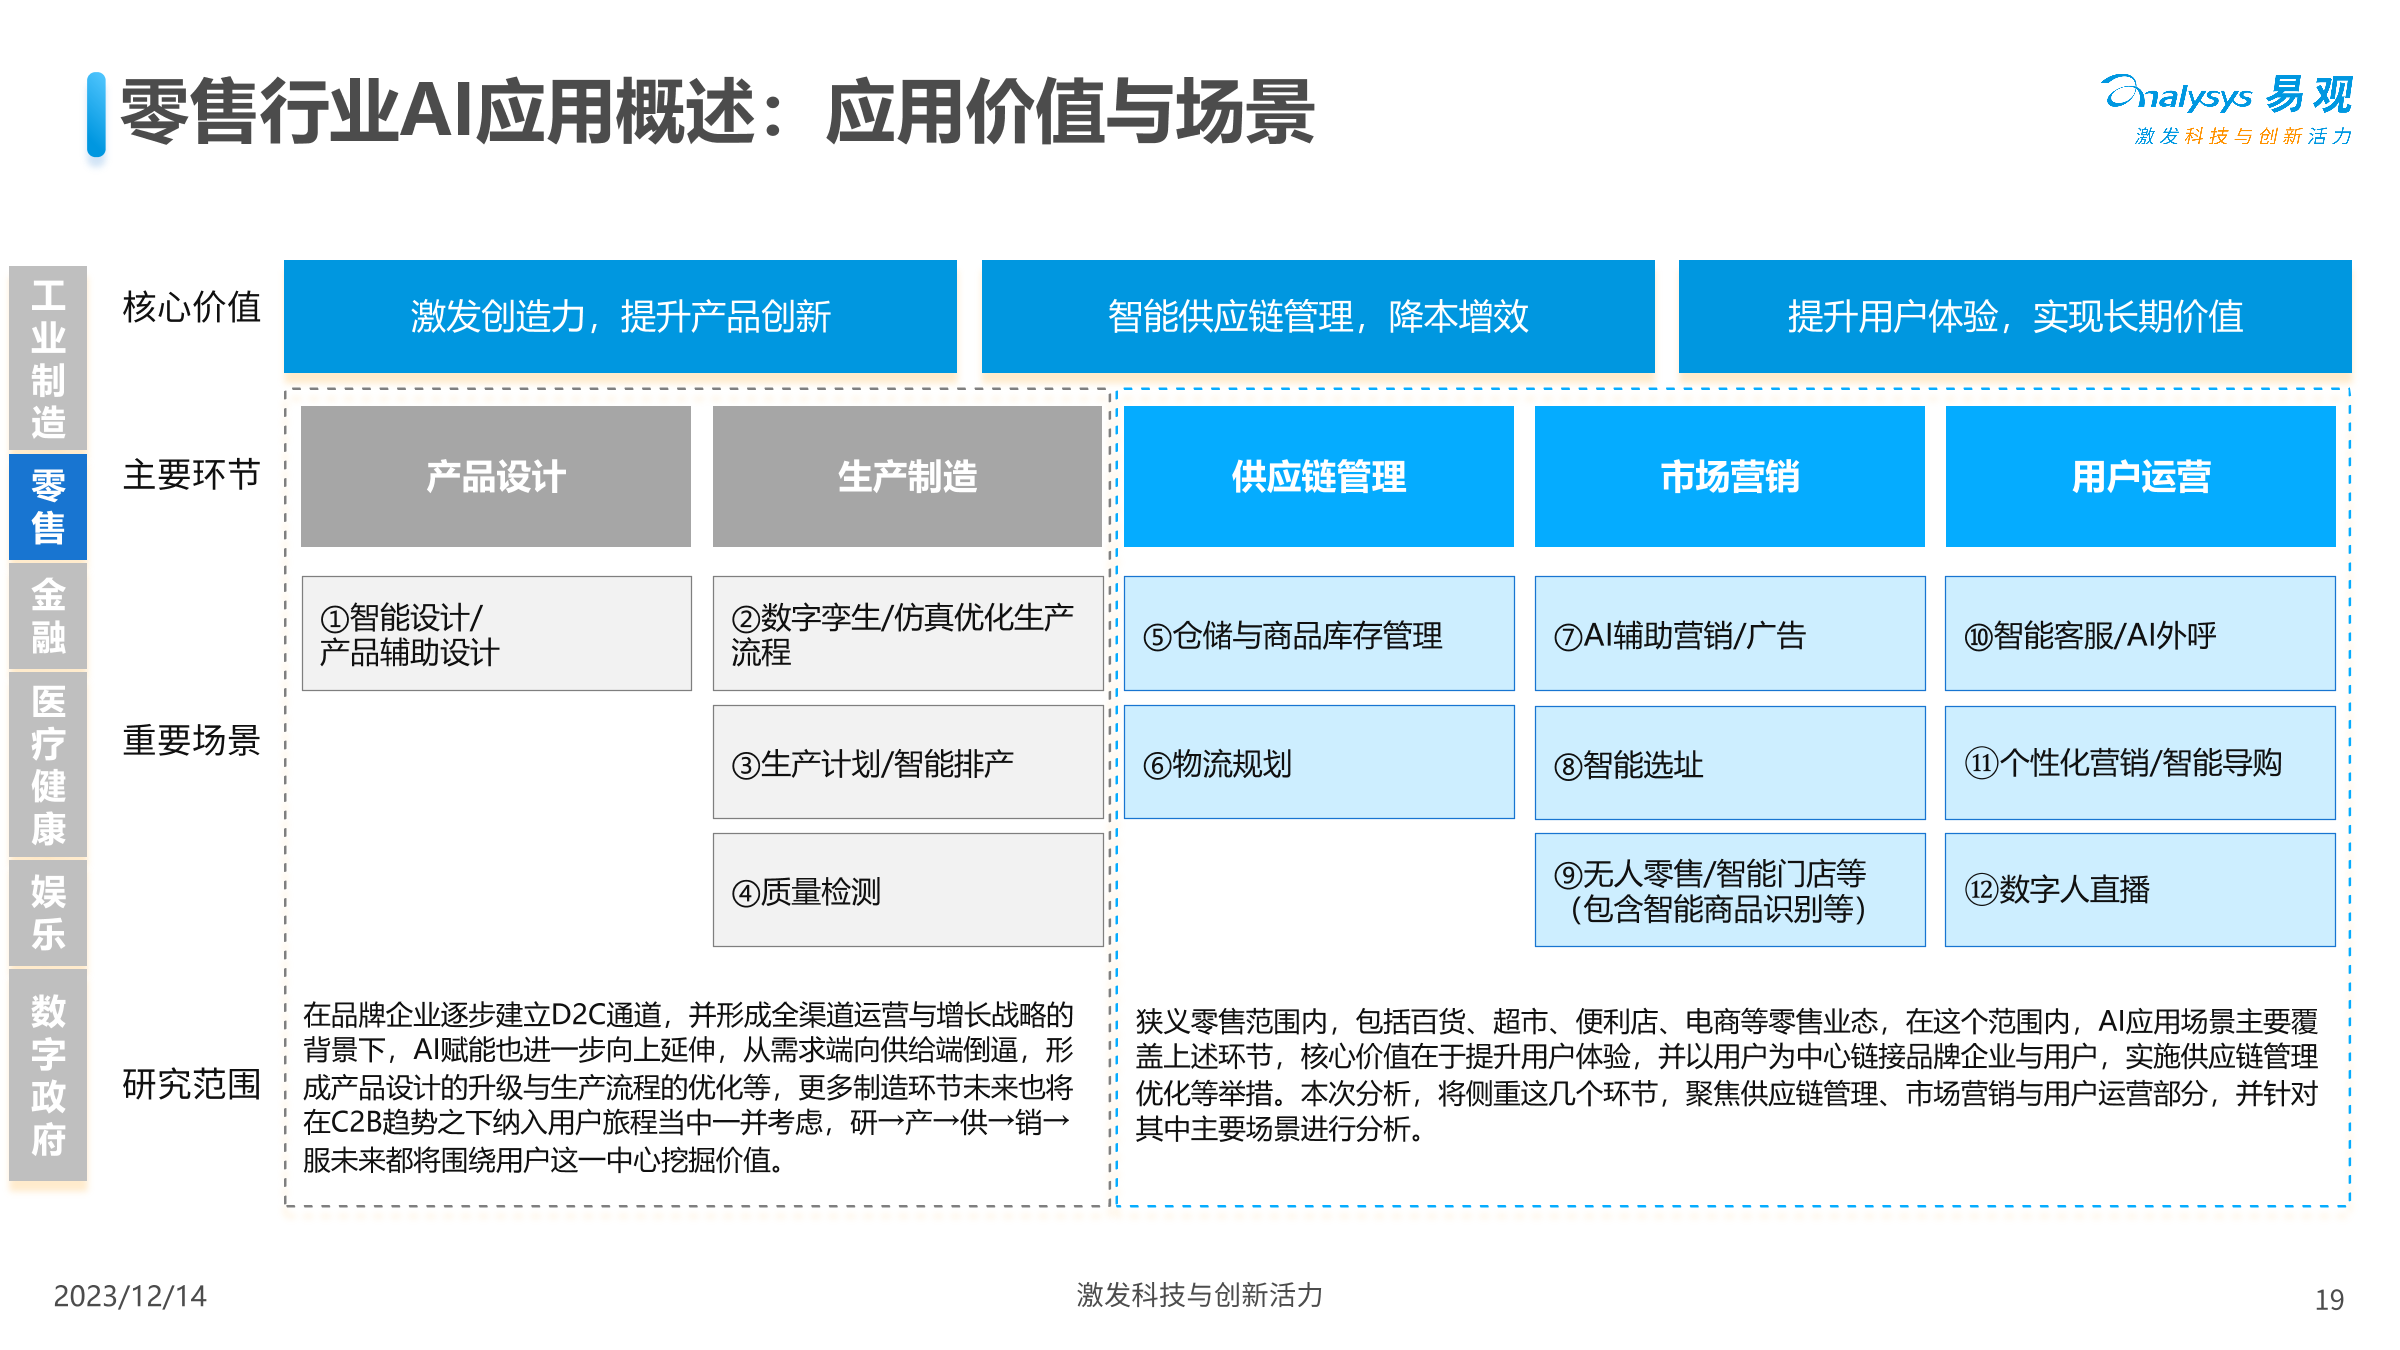 零售行业AI应用概述：应用价值与场景
analysys 易观
激发科技与创新活力
工业制造
零售
金融
医疗健康
娱乐
数字政府
核心价值
激发创造力，提升产品创新
智能供应链管理，降本增效
提升用户体验，实现长期价值
主要环节
产品设计
生产制造
供应链管理
市场营销
用户运营
重要场景
①智能设计/
产品辅助设计
②数字孪生/仿真优化生产
流程
③生产计划/智能排产
④质量检测
⑤仓储与商品库存管理
⑥物流规划
⑦AI辅助营销/广告
⑧智能选址
⑨无人零售/智能门店等
（包含智能商品识别等）
⑩智能客服/AI外呼
⑪个性化营销/智能导购
⑫数字人直播
研究范围
在品牌企业逐步建立D2C通道，并形成全渠道运营与增长战略的
背景下，AI赋能也进一步向上延伸，从需求端向供给端倒逼，形
成产品设计的升级与生产流程的优化等，更多制造环节未来也将
在C2B趋势之下纳入用户旅程当中一并考虑，研→产→供→销→
服未来都将围绕用户这一中心挖掘价值。
狭义零售范围内，包括百货、超市、便利店、电商等零售业态，在这个范围内，AI应用场景主要覆
盖上述环节，核心价值在于提升用户体验，并以用户为中心链接品牌企业与用户，实施供应链管理
优化等举措。本次分析，将侧重这几个环节，聚焦供应链管理、市场营销与用户运营部分，并针对
其中主要场景进行分析。
2023/12/14
激发科技与创新活力
19